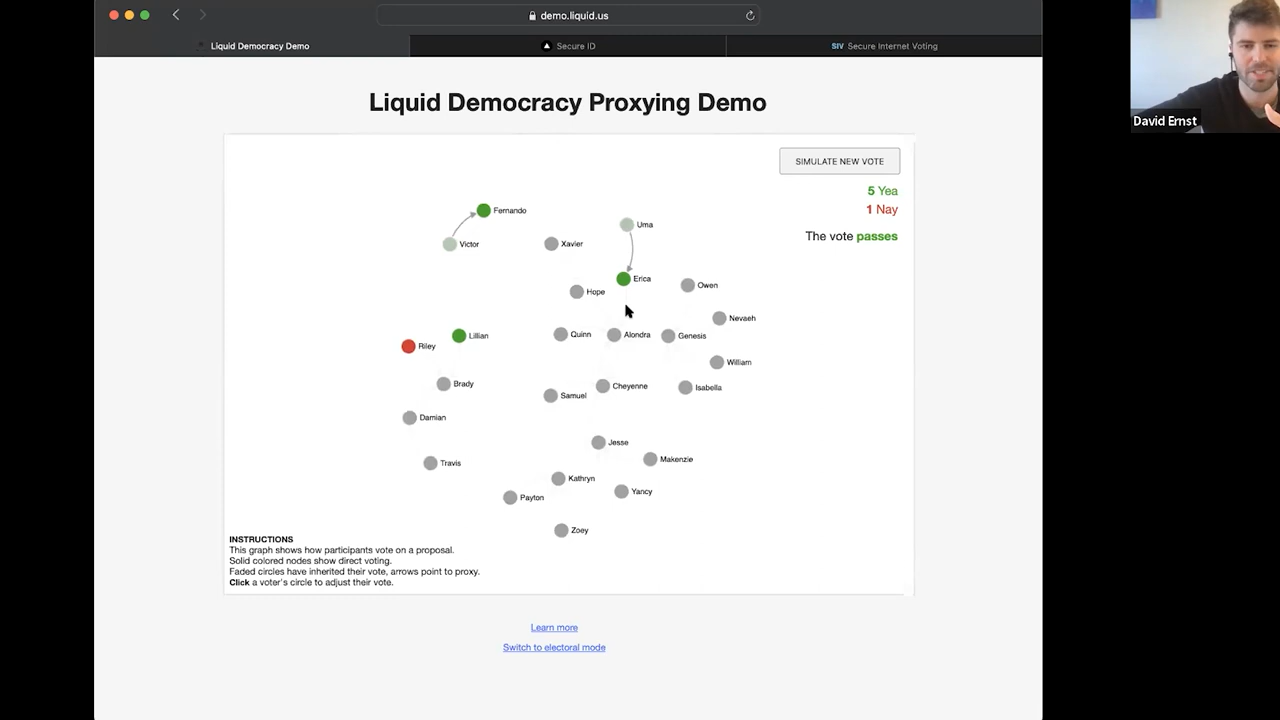 demo.liquid.us
Liquid Democracy Demo
Secure ID
SIV Secure Internet Voting
David Ernst
Liquid Democracy Proxying Demo
SIMULATE NEW VOTE
5 Yea
1 Nay
The vote passes
Fernando
Uma
Victor
Xavier
Erica
Owen
Hope
Nevaeh
Quinn
Alondra
Genesis
Lillian
Riley
William
Brady
Cheyenne
Isabella
Samuel
Damian
Jesse
Makenzie
Travis
Kathryn
Yancy
Payton
Zoey
INSTRUCTIONS
This graph shows how participants vote on a proposal.
Solid colored nodes show direct voting.
Faded circles have inherited their vote, arrows point to proxy.
Click a voter's circle to adjust their vote.
Learn more
Switch to electoral mode